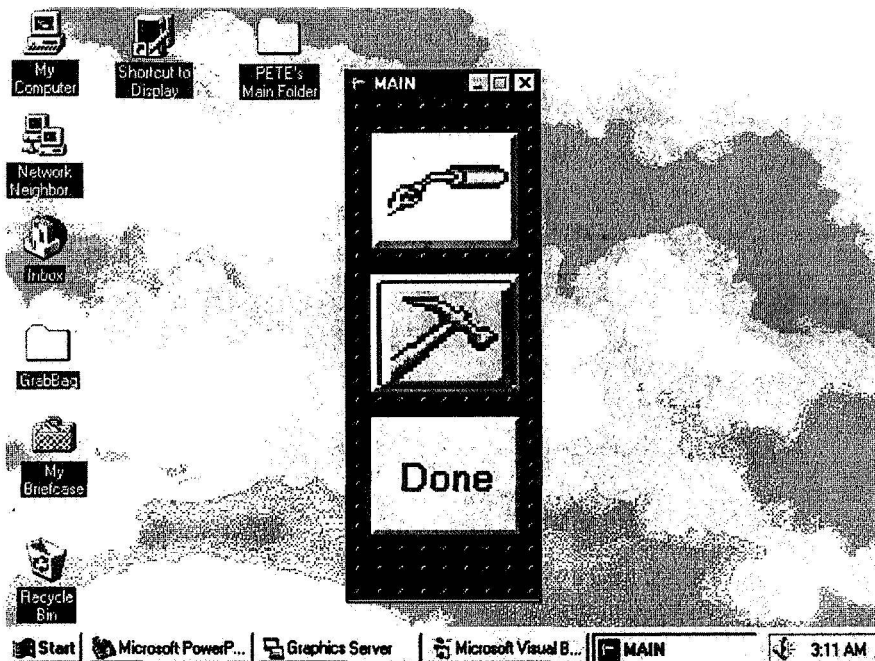 My
Computer
Shortcut to
Display
PETE's
Main Folder
MAIN
Network
Neighbor...
Inbox
GrabBag
My
Briefcase
Done
Recycle
Bin
Start
Microsoft PowerP...
Graphics Server
Microsoft Visual B...
MAIN
3:11 AM